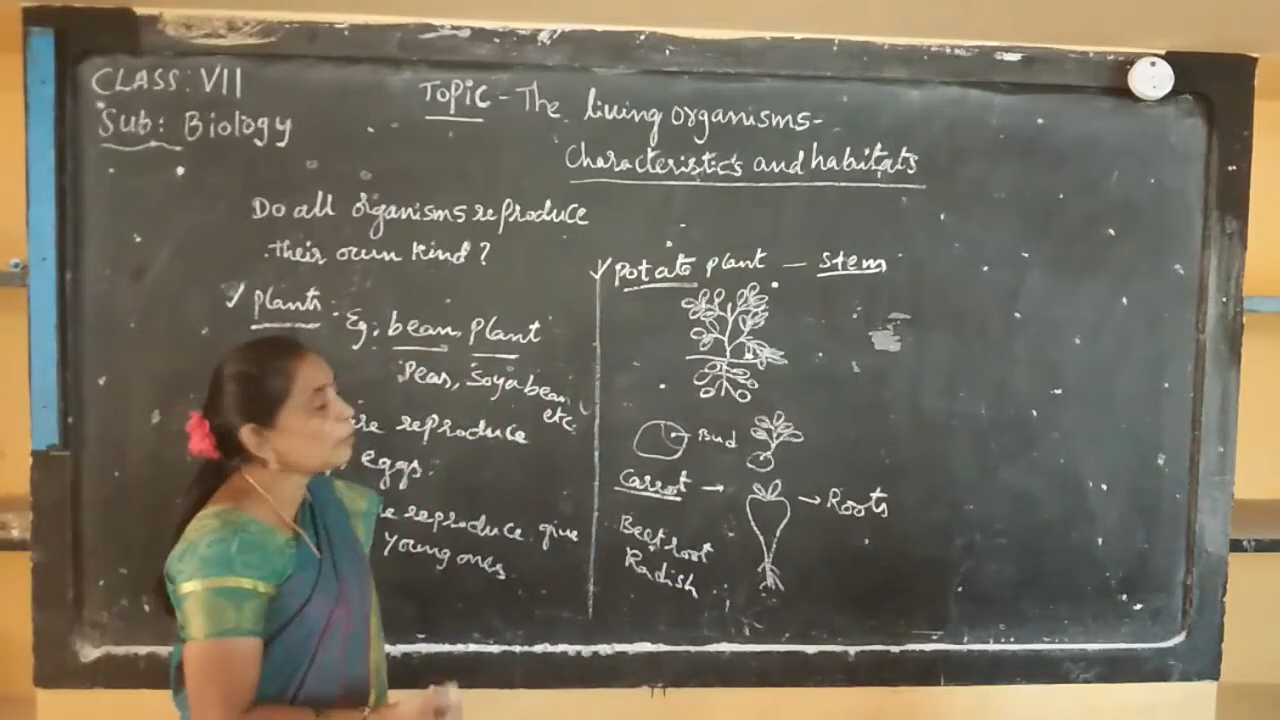 CLASS: VII
Sub: Biology
Topic - The living organisms-
Characteristics and habitats
Do all organisms reproduce
their own kind?
✓ plants - Eg: bean plant
Peas, Soyabean
etc.
reproduce
eggs.
reproduce give
young ones.
✓ potato plant - stem
Bud
Carrot → → Roots
Beetroot
Radish